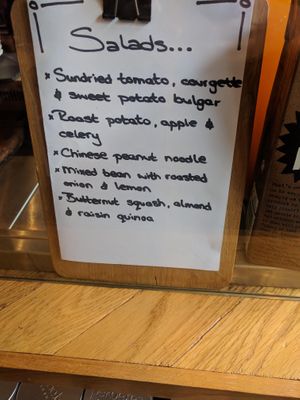 Salads...
* Sundried tomato, courgette
& sweet potato bulgar
* Roast potato, apple &
celery
* Chinese peanut noodle
* Mixed bean with roasted
onion & lemon
* Butternut squash, almond
& raisin quinoa